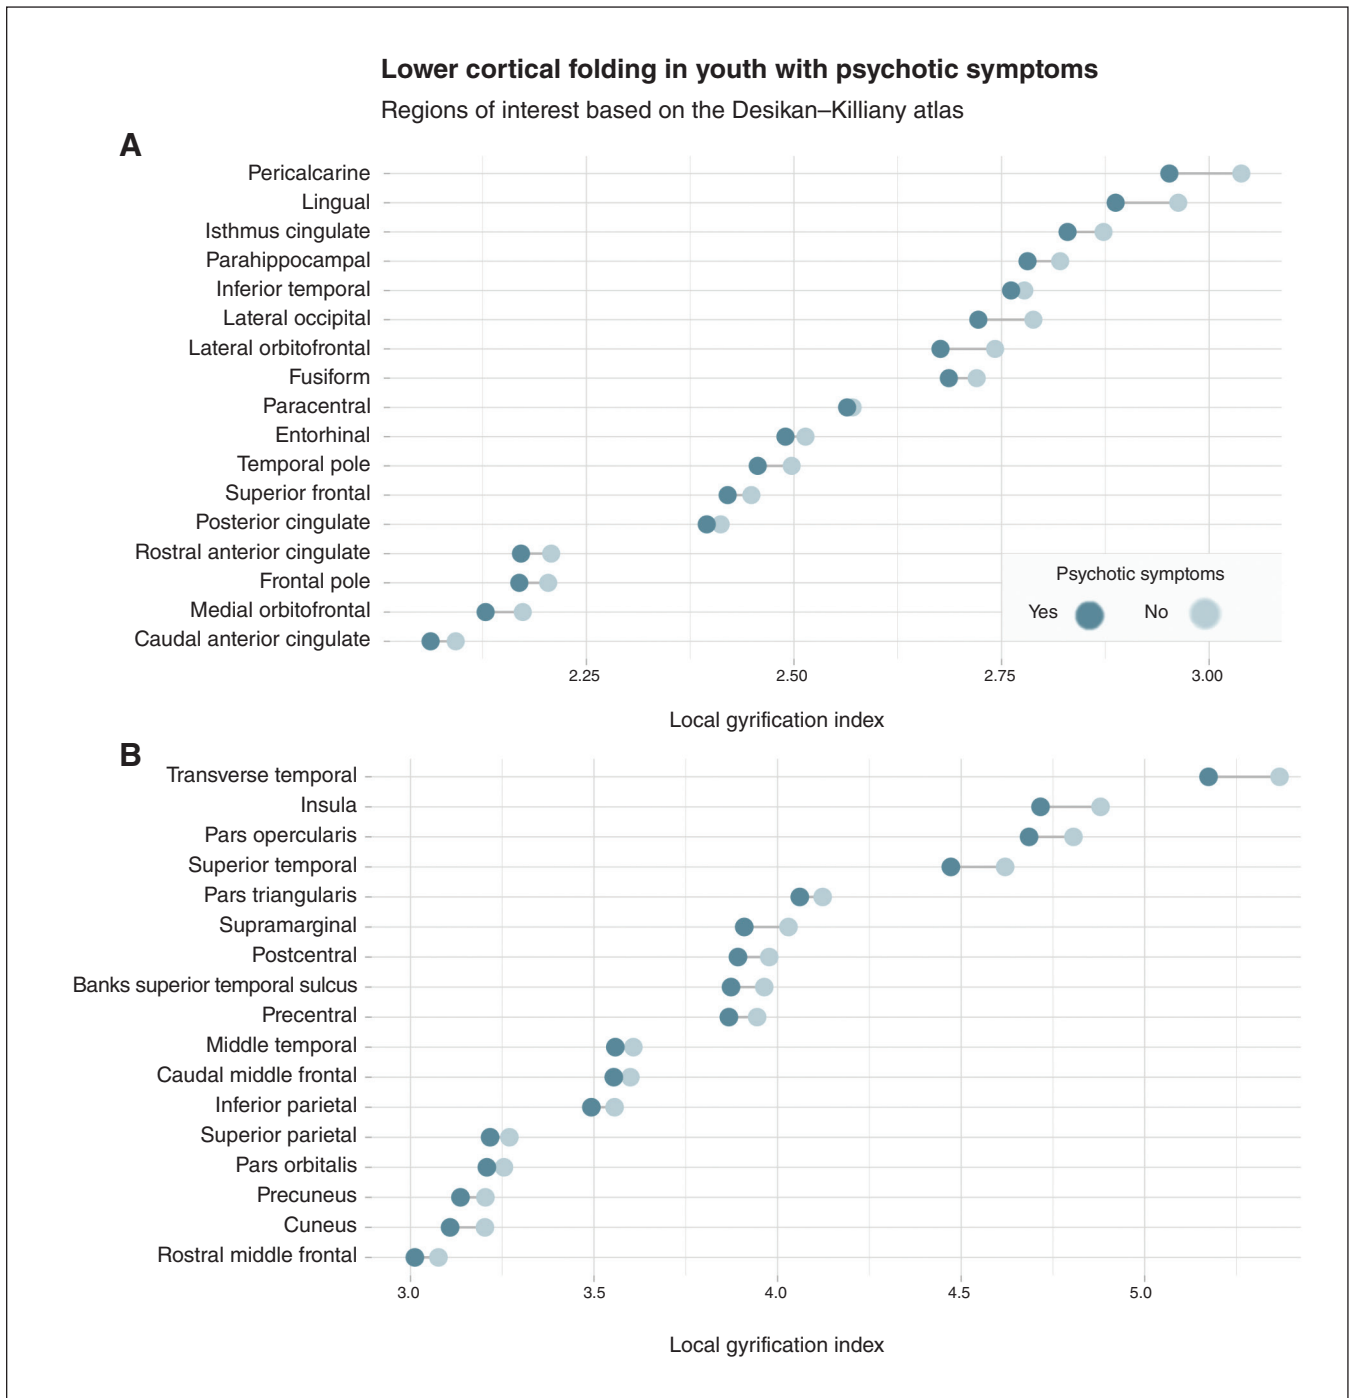 Lower cortical folding in youth with psychotic symptoms
Regions of interest based on the Desikan–Killiany atlas
A
Pericalcarine
Lingual
Isthmus cingulate
Parahippocampal
Inferior temporal
Lateral occipital
Lateral orbitofrontal
Fusiform
Paracentral
Entorhinal
Temporal pole
Superior frontal
Posterior cingulate
Rostral anterior cingulate
Frontal pole
Medial orbitofrontal
Caudal anterior cingulate
Psychotic symptoms
Yes No
2.25 2.50 2.75 3.00
Local gyrification index
B
Transverse temporal
Insula
Pars opercularis
Superior temporal
Pars triangularis
Supramarginal
Postcentral
Banks superior temporal sulcus
Precentral
Middle temporal
Caudal middle frontal
Inferior parietal
Superior parietal
Pars orbitalis
Precuneus
Cuneus
Rostral middle frontal
3.0 3.5 4.0 4.5 5.0
Local gyrification index